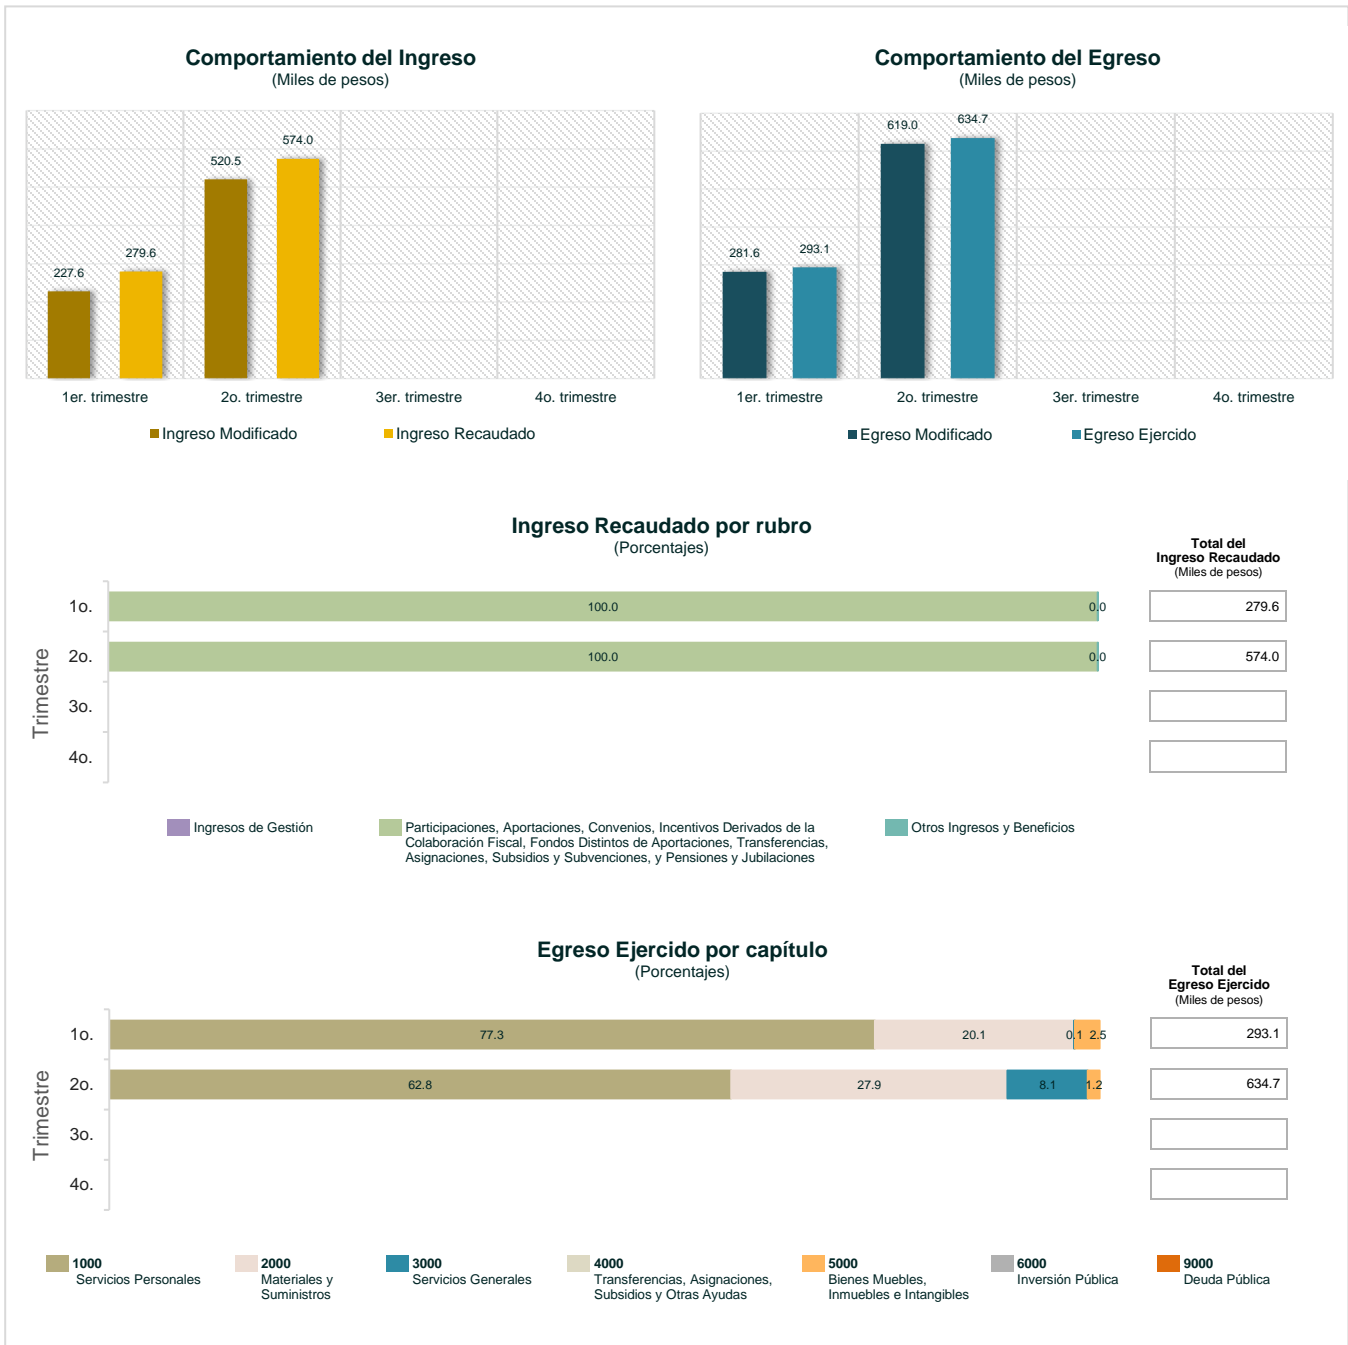 Comportamiento del Ingreso
(Miles de pesos)
227.6
279.6
520.5
574.0
1er. trimestre
2o. trimestre
3er. trimestre
4o. trimestre
Ingreso Modificado
Ingreso Recaudado
Comportamiento del Egreso
(Miles de pesos)
281.6
293.1
619.0
634.7
1er. trimestre
2o. trimestre
3er. trimestre
4o. trimestre
Egreso Modificado
Egreso Ejercido
Ingreso Recaudado por rubro
(Porcentajes)
Total del
Ingreso Recaudado
(Miles de pesos)
Trimestre
1o.
100.0
0.0
279.6
2o.
100.0
0.0
574.0
3o.
4o.
Ingresos de Gestión
Participaciones, Aportaciones, Convenios, Incentivos Derivados de la
Colaboración Fiscal, Fondos Distintos de Aportaciones, Transferencias,
Asignaciones, Subsidios y Subvenciones, y Pensiones y Jubilaciones
Otros Ingresos y Beneficios
Egreso Ejercido por capítulo
(Porcentajes)
Total del
Egreso Ejercido
(Miles de pesos)
Trimestre
1o.
77.3
20.1
0.1
2.5
293.1
2o.
62.8
27.9
8.1
1.2
634.7
3o.
4o.
1000
Servicios Personales
2000
Materiales y
Suministros
3000
Servicios Generales
4000
Transferencias, Asignaciones,
Subsidios y Otras Ayudas
5000
Bienes Muebles,
Inmuebles e Intangibles
6000
Inversión Pública
9000
Deuda Pública